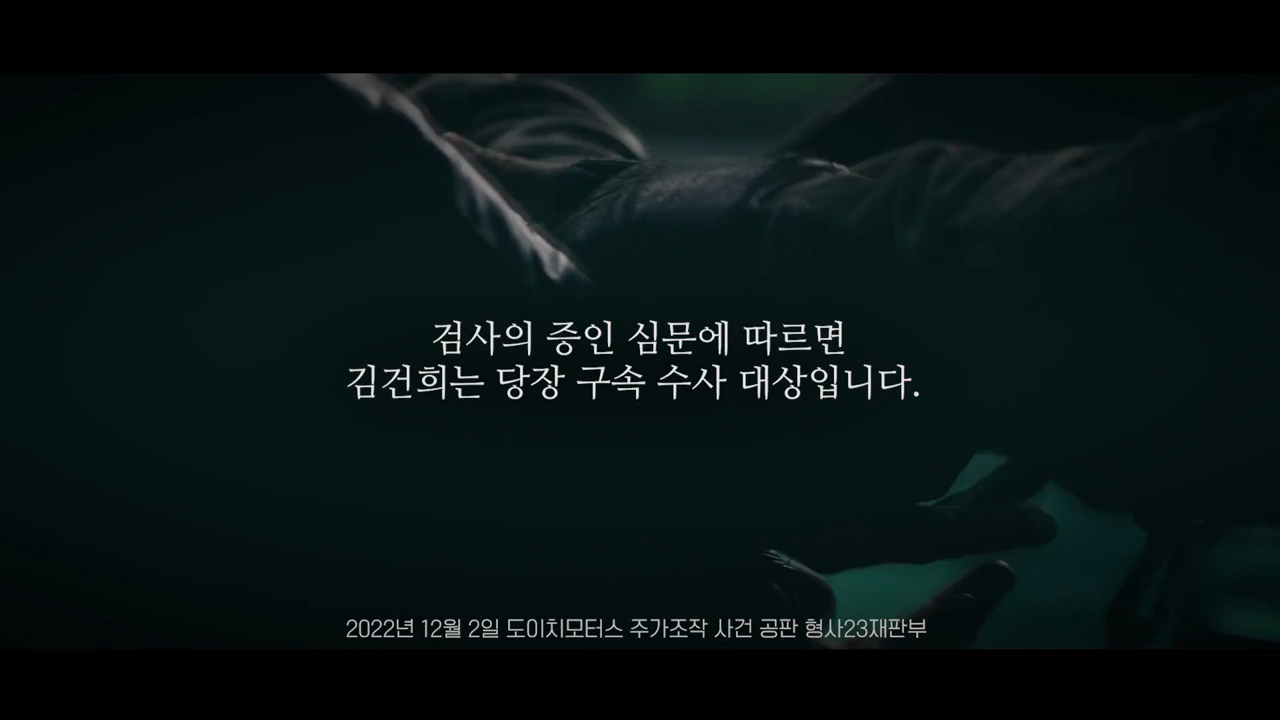 검사의 증인 심문에 따르면
김건희는 당장 구속 수사 대상입니다.
2022년 12월 2일 도이치모터스 주가조작 사건 공판 형사23재판부